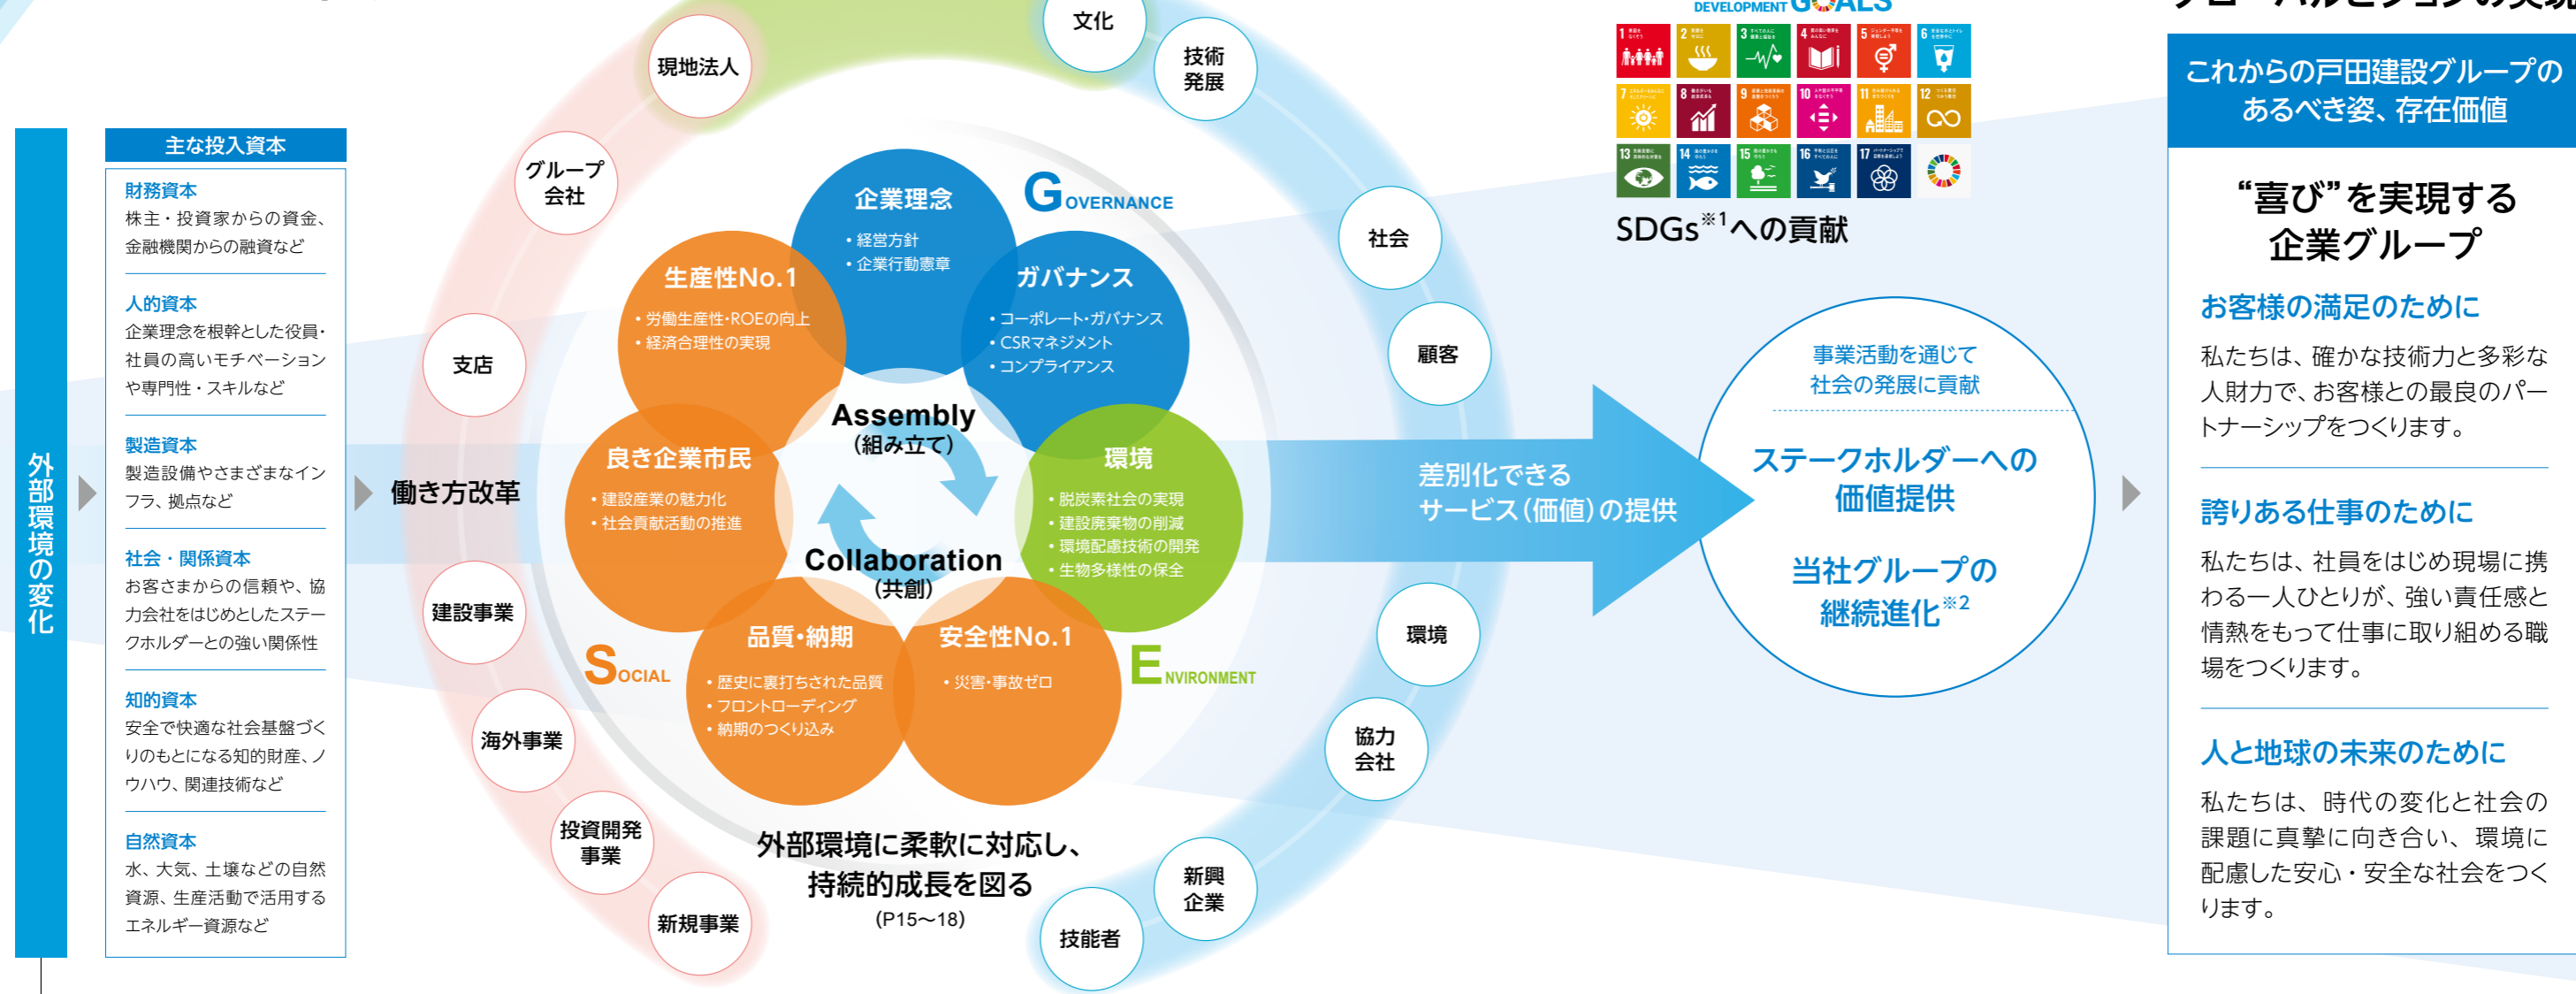 外部環境の変化
主な投入資本
財務資本
株主・投資家からの資金、
金融機関からの融資など
人的資本
企業理念を根幹とした役員・
社員の高いモチベーション
や専門性・スキルなど
製造資本
製造設備やさまざまなイン
フラ、拠点など
社会・関係資本
お客さまからの信頼や、協
力会社をはじめとしたステー
クホルダーとの強い関係性
知的資本
安全で快適な社会基盤づく
りのもとになる知的財産、ノ
ウハウ、関連技術など
自然資本
水、大気、土壌などの自然
資源、生産活動で活用する
エネルギー資源など
働き方改革
現地法人
グループ
会社
支店
建設事業
海外事業
投資開発
事業
新規事業
文化
技術
発展
社会
顧客
環境
協力
会社
新興
企業
技能者
GOVERNANCE
企業理念
・経営方針
・企業行動憲章
ガバナンス
・コーポレート・ガバナンス
・CSRマネジメント
・コンプライアンス
生産性No.1
・労働生産性・ROEの向上
・経済合理性の実現
良き企業市民
・建設産業の魅力化
・社会貢献活動の推進
SOCIAL
品質・納期
・歴史に裏打ちされた品質
・フロントローディング
・納期のつくり込み
安全性No.1
・災害・事故ゼロ
ENVIRONMENT
環境
・脱炭素社会の実現
・建設廃棄物の削減
・環境配慮技術の開発
・生物多様性の保全
Assembly
(組み立て)
Collaboration
(共創)
外部環境に柔軟に対応し、
持続的成長を図る
(P15～18)
差別化できる
サービス(価値)の提供
DEVELOPMENT GOALS
1
2
3
4
5
6
7
8
9
10
11
12
13
14
15
16
17
SDGs※1への貢献
事業活動を通じて
社会の発展に貢献
ステークホルダーへの
価値提供
当社グループの
継続進化※2
グローバルビジョンの実現
これからの戸田建設グループの
あるべき姿、存在価値
“喜び”を実現する
企業グループ
お客様の満足のために
私たちは、確かな技術力と多彩な
人財力で、お客様との最良のパー
トナーシップをつくります。
誇りある仕事のために
私たちは、社員をはじめ現場に携
わる一人ひとりが、強い責任感と
情熱をもって仕事に取り組める職
場をつくります。
人と地球の未来のために
私たちは、時代の変化と社会の
課題に真摯に向き合い、環境に
配慮した安心・安全な社会をつく
ります。